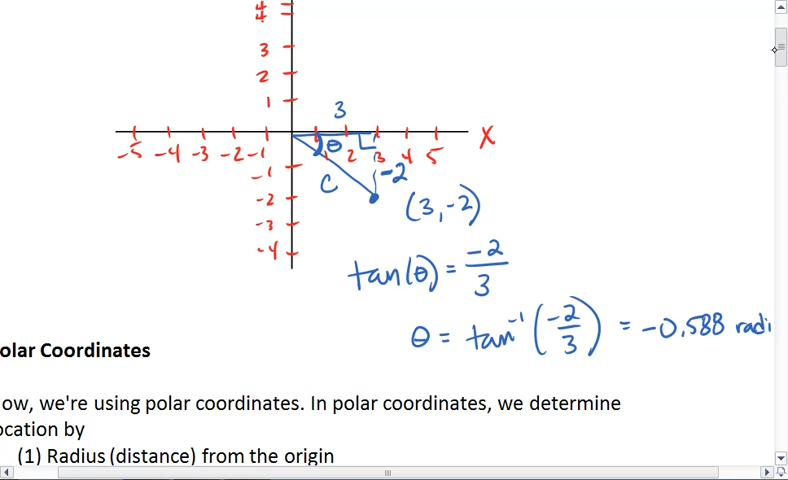 4
4
3
2
1
3
-5 -4 -3 -2 -1 1 2 3 4 5 X
θ
-1
-2
C
-2
(3, -2)
-3
-4
tan(θ) = -2/3
θ = tan⁻¹(-2/3) = -0.588 radi
olar Coordinates
ow, we're using polar coordinates. In polar coordinates, we determine
ocation by
(1) Radius (distance) from the origin